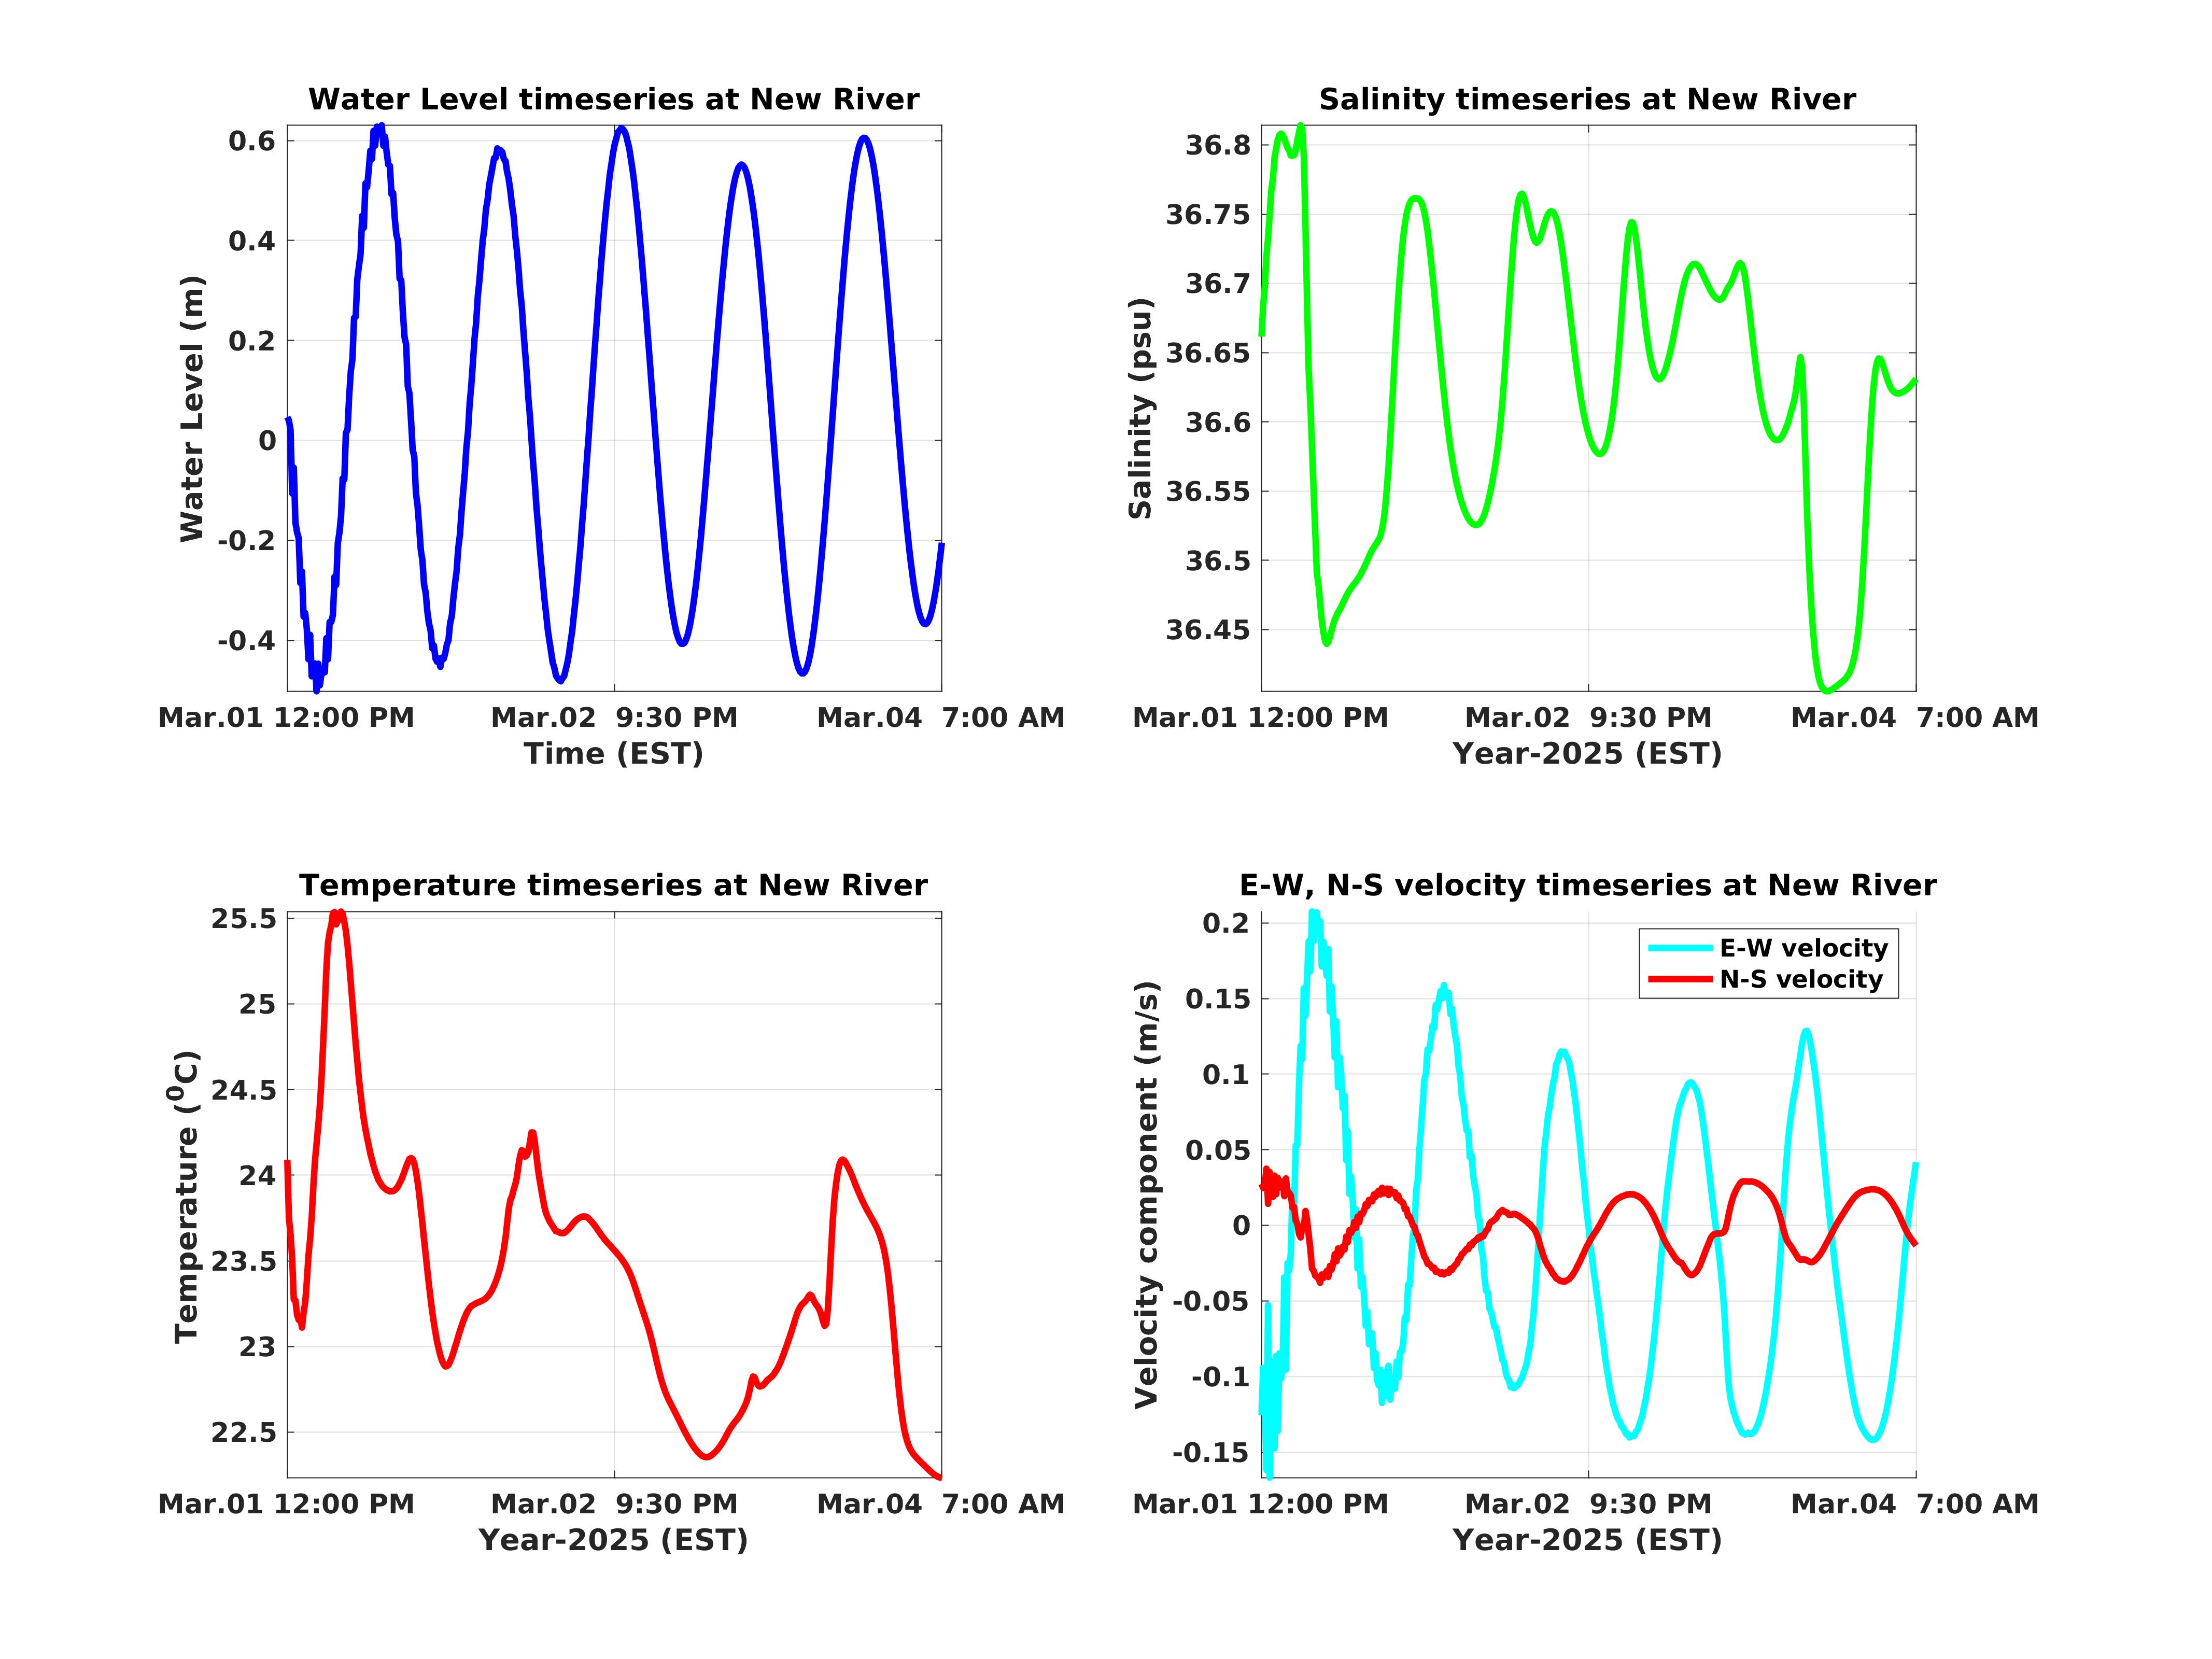 Water Level timeseries at New River
0.6
0.4
0.2
0
-0.2
-0.4
Water Level (m)
Mar.01 12:00 PM
Mar.02  9:30 PM
Mar.04  7:00 AM
Time (EST)
Salinity timeseries at New River
36.8
36.75
36.7
36.65
36.6
36.55
36.5
36.45
Salinity (psu)
Mar.01 12:00 PM
Mar.02  9:30 PM
Mar.04  7:00 AM
Year-2025 (EST)
Temperature timeseries at New River
25.5
25
24.5
24
23.5
23
22.5
Temperature (⁰C)
Mar.01 12:00 PM
Mar.02  9:30 PM
Mar.04  7:00 AM
Year-2025 (EST)
E-W, N-S velocity timeseries at New River
E-W velocity
N-S velocity
0.2
0.15
0.1
0.05
0
-0.05
-0.1
-0.15
Velocity component (m/s)
Mar.01 12:00 PM
Mar.02  9:30 PM
Mar.04  7:00 AM
Year-2025 (EST)